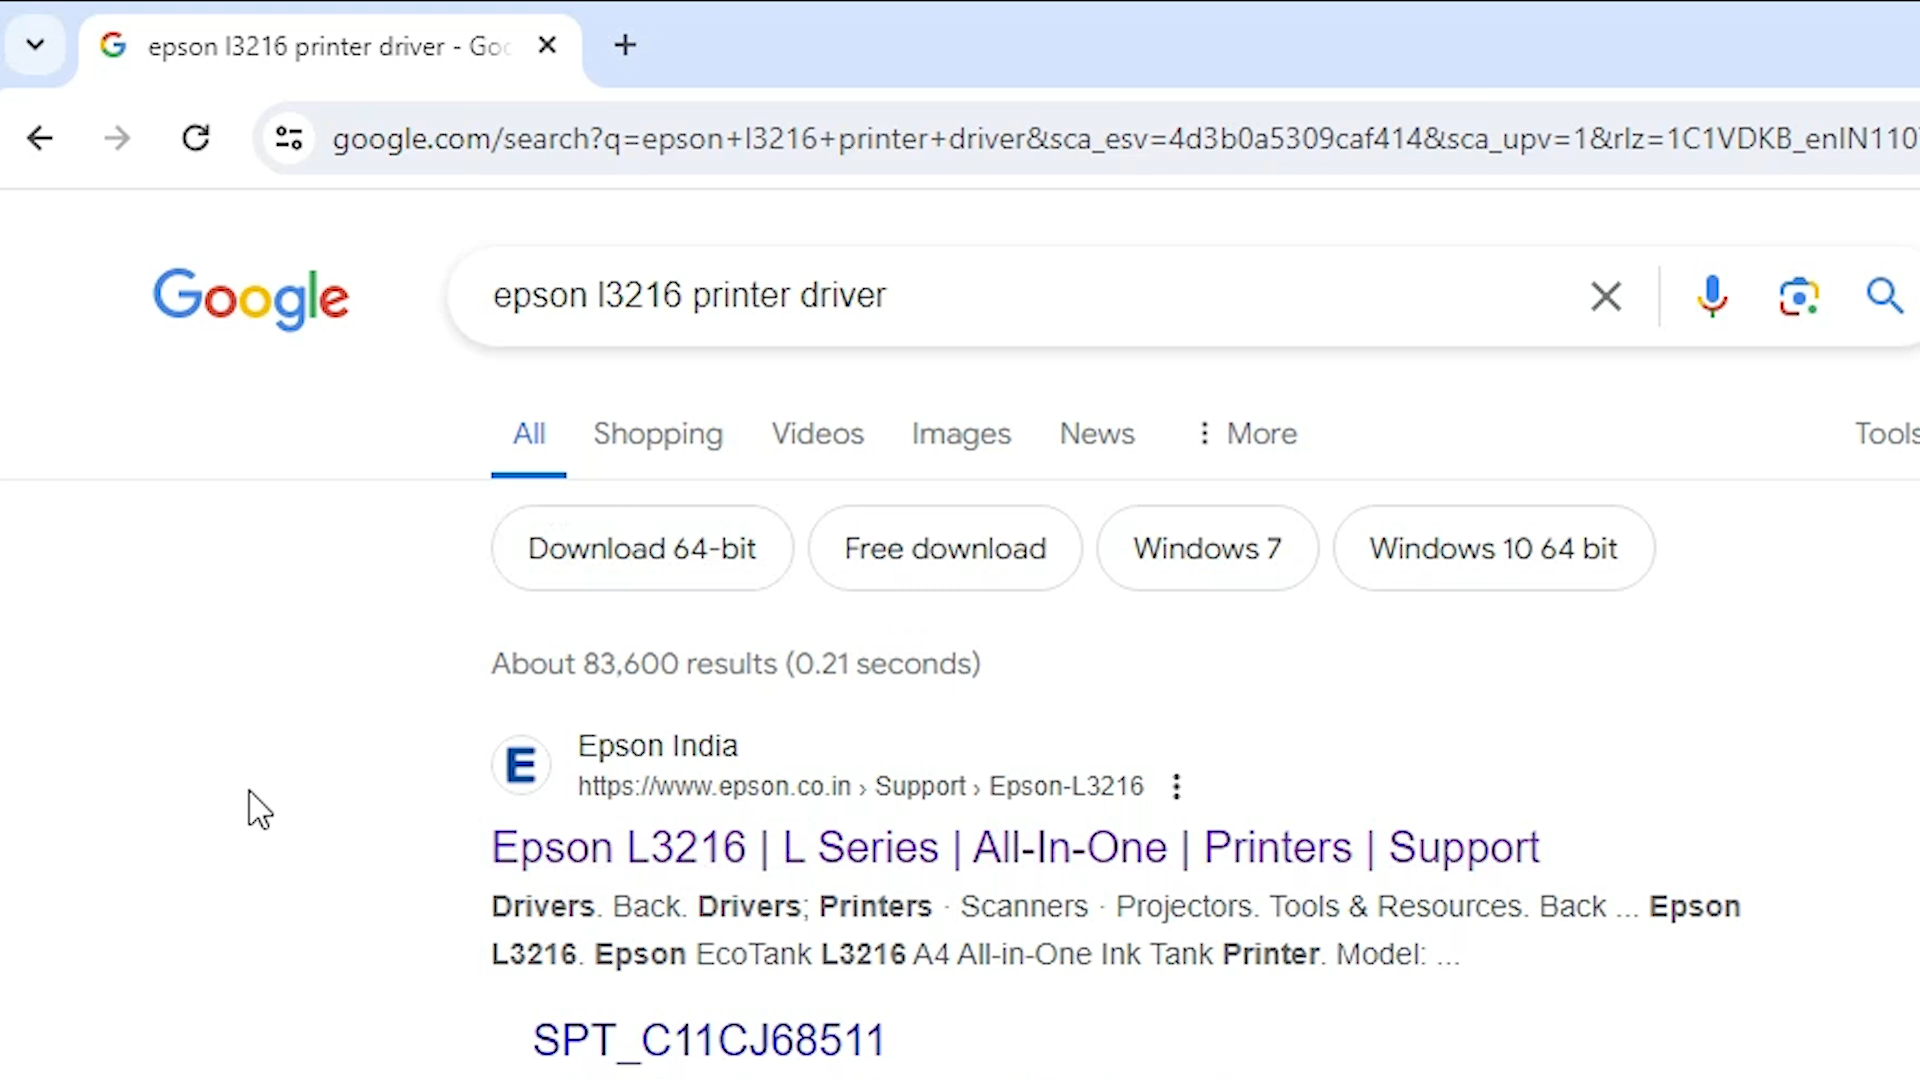 epson l3216 printer driver - Goo
google.com/search?q=epson+l3216+printer+driver&sca_esv=4d3b0a5309caf414&sca_upv=1&rlz=1C1VDKB_enIN110
Google
epson l3216 printer driver
All Shopping Videos Images News More Tools
Download 64-bit Free download Windows 7 Windows 10 64 bit
About 83,600 results (0.21 seconds)
E
Epson India
https://www.epson.co.in › Support › Epson-L3216
Epson L3216 | L Series | All-In-One | Printers | Support
Drivers. Back. Drivers; Printers · Scanners · Projectors. Tools & Resources. Back ... Epson
L3216. Epson EcoTank L3216 A4 All-in-One Ink Tank Printer. Model: ...
SPT_C11CJ68511